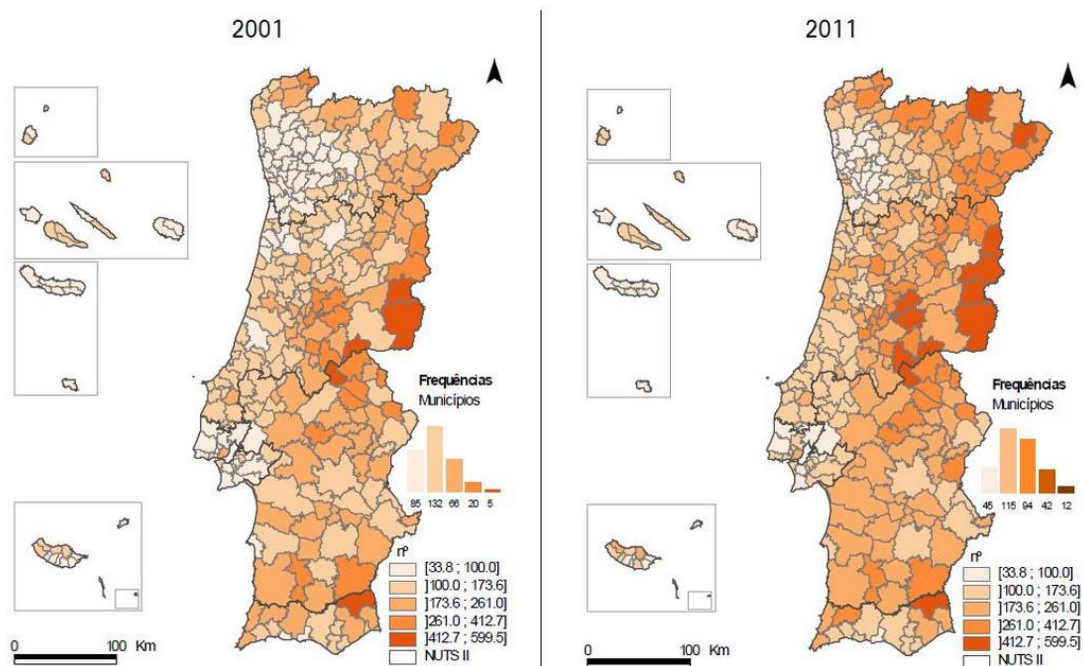 2001
Frequências
Municípios
85 132 66 20 5
nº
[33.8 ; 100.0]
]100.0 ; 173.6]
]173.6 ; 261.0]
]261.0 ; 412.7]
]412.7 ; 599.5]
NUTS II
0 100 Km
2011
Frequências
Municípios
45 115 94 42 12
nº
[33.8 ; 100.0]
]100.0 ; 173.6]
]173.6 ; 261.0]
]261.0 ; 412.7]
]412.7 ; 599.5]
NUTS II
0 100 Km